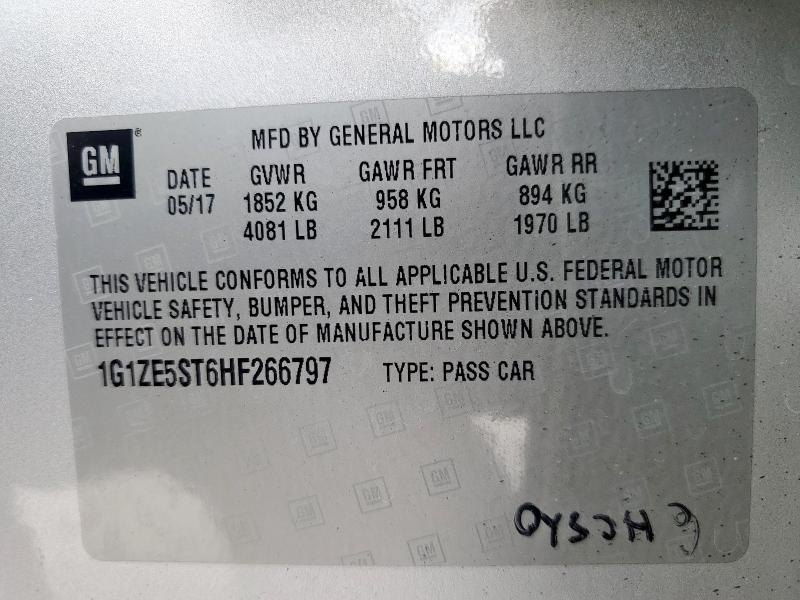 GM
MFD BY GENERAL MOTORS LLC
DATE GVWR GAWR FRT GAWR RR
05/17 1852 KG 958 KG 894 KG
4081 LB 2111 LB 1970 LB
THIS VEHICLE CONFORMS TO ALL APPLICABLE U.S. FEDERAL MOTOR
VEHICLE SAFETY, BUMPER, AND THEFT PREVENTION STANDARDS IN
EFFECT ON THE DATE OF MANUFACTURE SHOWN ABOVE.
1G1ZE5ST6HF266797 TYPE: PASS CAR